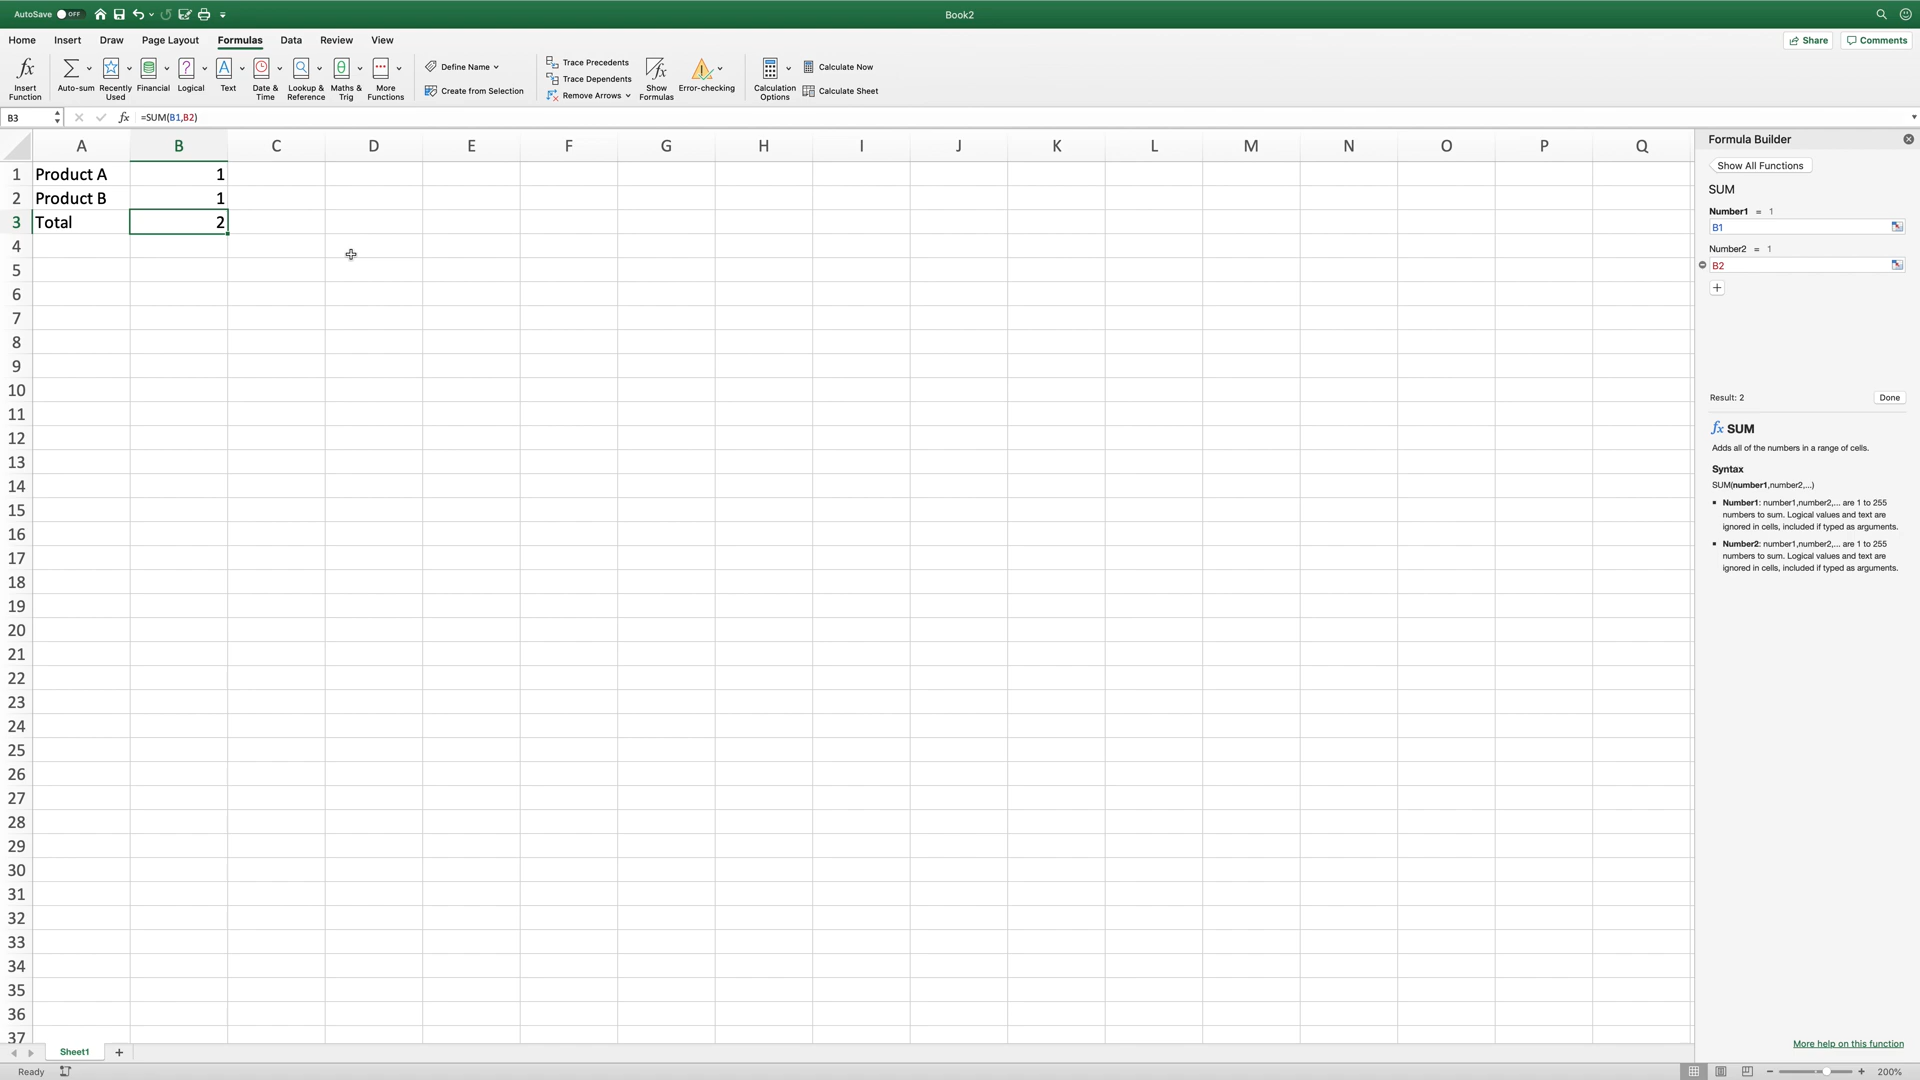 AutoSave OFF
Book2
Home Insert Draw Page Layout Formulas Data Review View
Share Comments
Insert Function
Auto-sum
Recently Used
Financial
Logical
Text
Date & Time
Lookup & Reference
Maths & Trig
More Functions
Define Name
Create from Selection
Trace Precedents
Trace Dependents
Remove Arrows
Show Formulas
Error-checking
Calculation Options
Calculate Now
Calculate Sheet
B3 fx =SUM(B1,B2)
A B C D E F G H I J K L M N O P Q
1 Product A 1
2 Product B 1
3 Total 2
4
5
6
7
8
9
10
11
12
13
14
15
16
17
18
19
20
21
22
23
24
25
26
27
28
29
30
31
32
33
34
35
36
37
Formula Builder
Show All Functions
SUM
Number1 = 1
B1
Number2 = 1
B2
Result: 2 Done
fx SUM
Adds all of the numbers in a range of cells.
Syntax
SUM(number1,number2,...)
▪ Number1: number1,number2,... are 1 to 255
numbers to sum. Logical values and text are
ignored in cells, included if typed as arguments.
▪ Number2: number1,number2,... are 1 to 255
numbers to sum. Logical values and text are
ignored in cells, included if typed as arguments.
More help on this function
Sheet1 +
Ready
200%